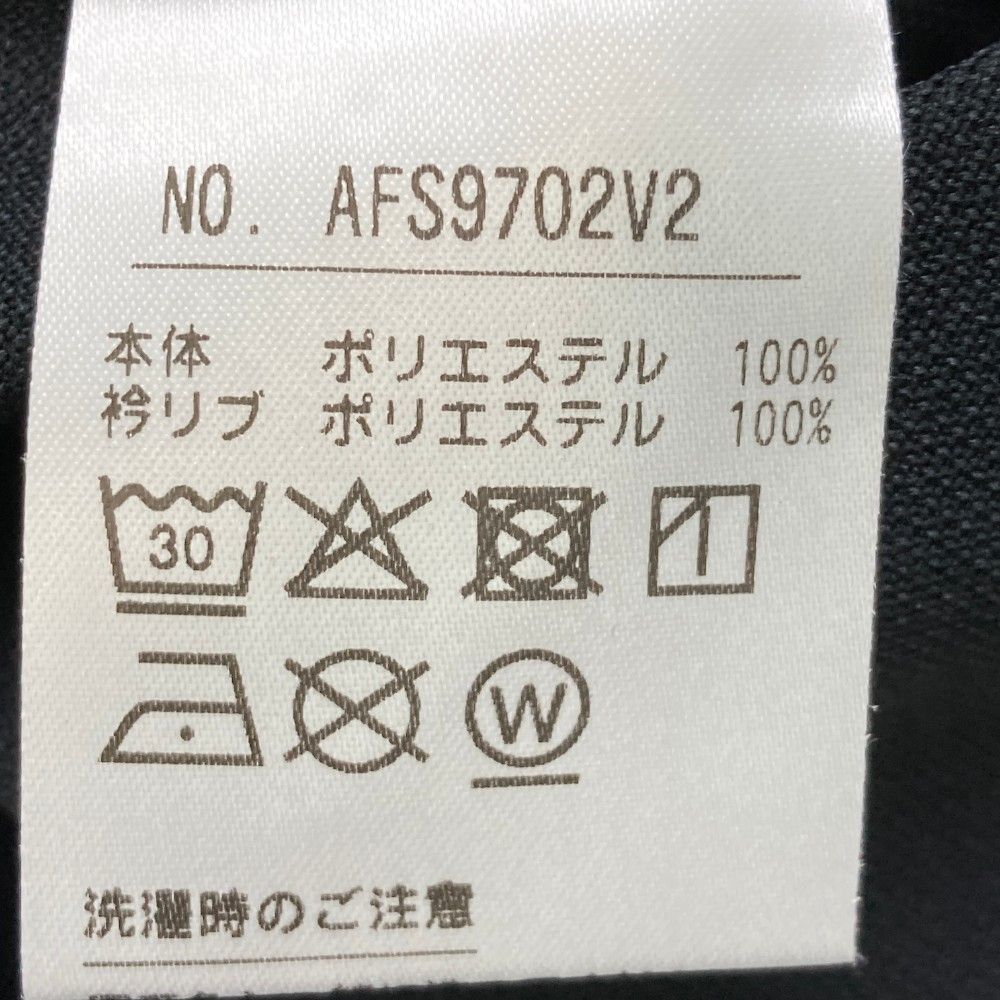 NO. AFS9702V2
本体 ポリエステル 100%
衿リブ ポリエステル 100%
30
W
洗濯時のご注意